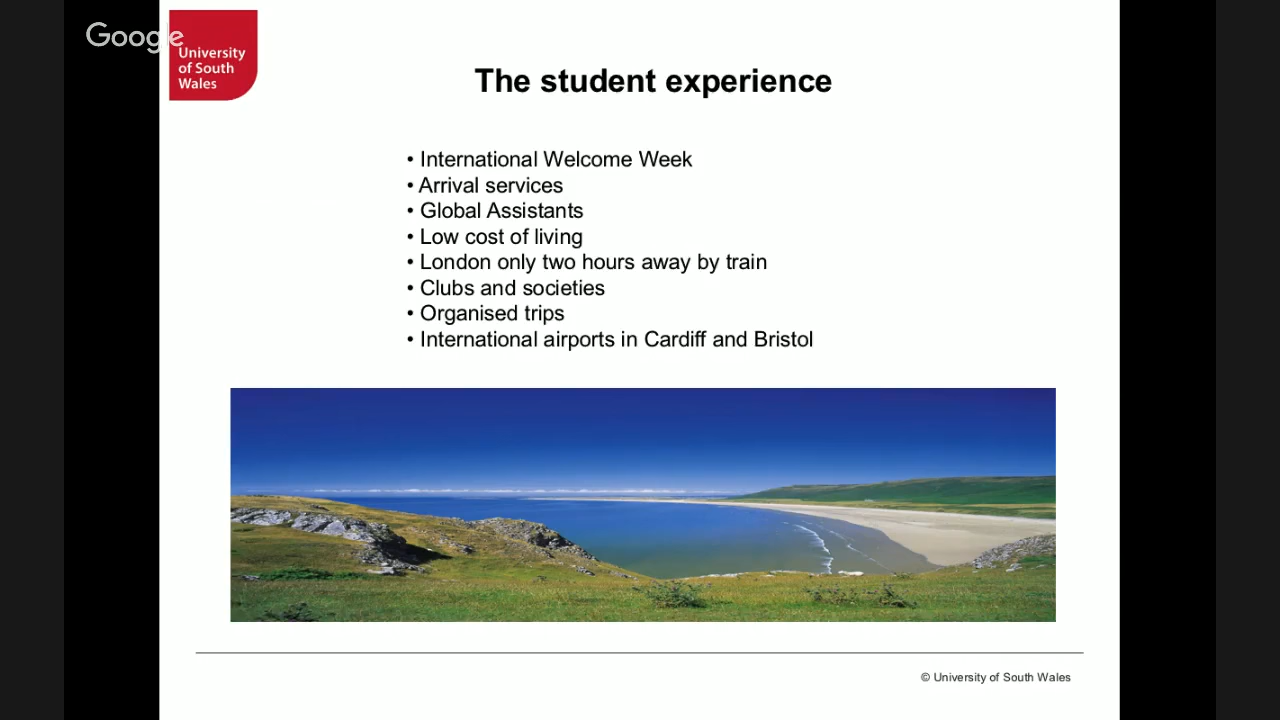 Google
University
of South
Wales
The student experience
• International Welcome Week
• Arrival services
• Global Assistants
• Low cost of living
• London only two hours away by train
• Clubs and societies
• Organised trips
• International airports in Cardiff and Bristol
© University of South Wales